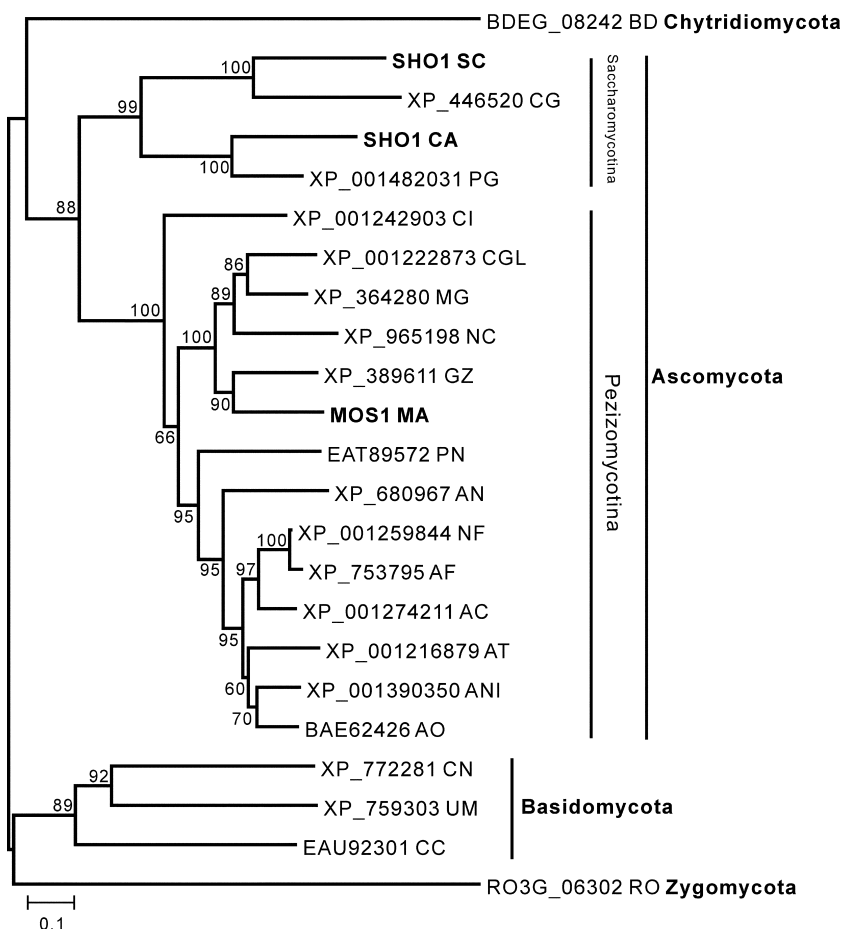 BDEG_08242 BD Chytridiomycota
SHO1 SC
100
XP_446520 CG
99
SHO1 CA
100
XP_001482031 PG
Saccharomycotina
88
XP_001242903 CI
XP_001222873 CGL
86
XP_364280 MG
89
100
100
XP_965198 NC
XP_389611 GZ
90
MOS1 MA
Ascomycota
Pezizomycotina
66
EAT89572 PN
XP_680967 AN
95
XP_001259844 NF
100
95
97
XP_753795 AF
XP_001274211 AC
95
XP_001216879 AT
60
XP_001390350 ANI
70
BAE62426 AO
XP_772281 CN
92
89
XP_759303 UM
Basidomycota
EAU92301 CC
RO3G_06302 RO Zygomycota
0.1